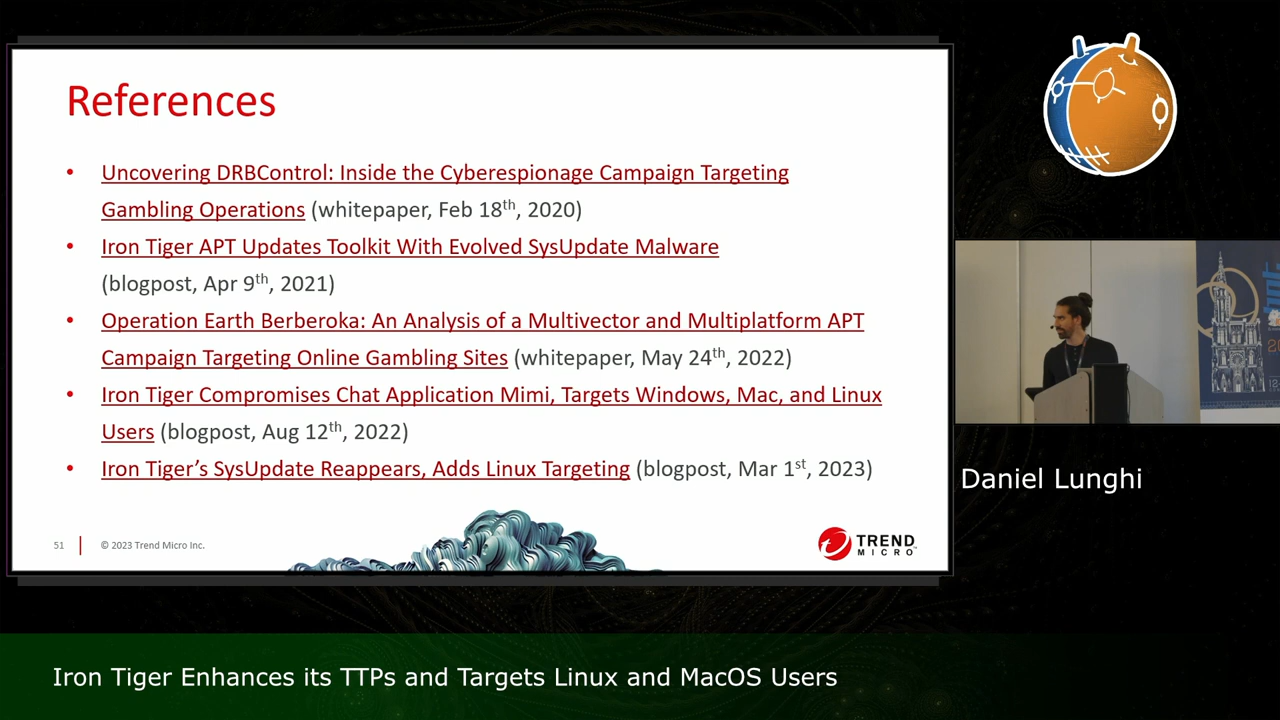 References
• Uncovering DRBControl: Inside the Cyberespionage Campaign Targeting
Gambling Operations (whitepaper, Feb 18th, 2020)
• Iron Tiger APT Updates Toolkit With Evolved SysUpdate Malware
(blogpost, Apr 9th, 2021)
• Operation Earth Berberoka: An Analysis of a Multivector and Multiplatform APT
Campaign Targeting Online Gambling Sites (whitepaper, May 24th, 2022)
• Iron Tiger Compromises Chat Application Mimi, Targets Windows, Mac, and Linux
Users (blogpost, Aug 12th, 2022)
• Iron Tiger’s SysUpdate Reappears, Adds Linux Targeting (blogpost, Mar 1st, 2023)
51
© 2023 Trend Micro Inc.
TREND
MICRO™
Daniel Lunghi
Iron Tiger Enhances its TTPs and Targets Linux and MacOS Users